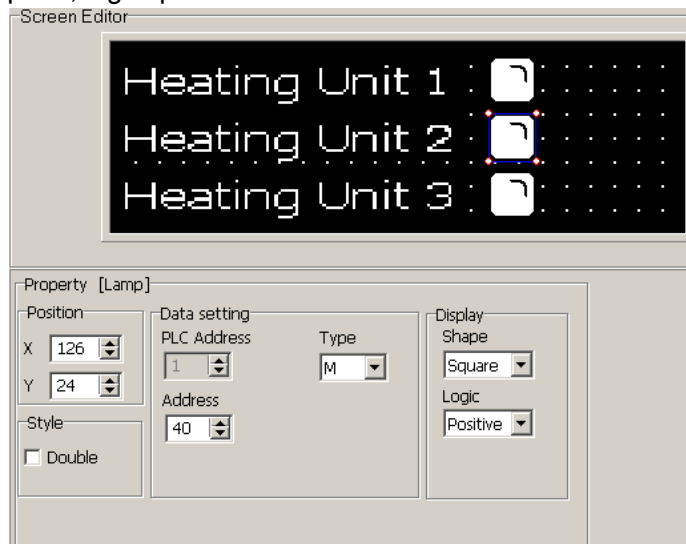 Screen Editor
Heating Unit 1
Heating Unit 2
Heating Unit 3
Property [Lamp]
Position
X 126
Y 24
Style
Double
Data setting
PLC Address Type
1 M
Address
40
Display
Shape
Square
Logic
Positive